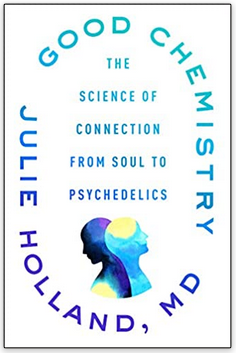 GOOD CHEMISTRY
THE
SCIENCE OF
CONNECTION
FROM SOUL TO
PSYCHEDELICS
JULIE HOLLAND, MD